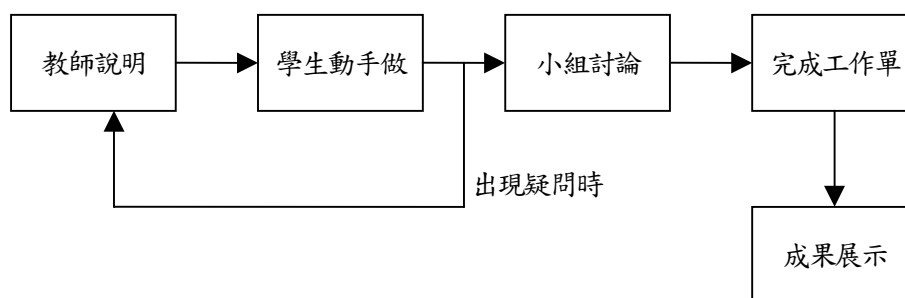 教師說明
學生動手做
小組討論
完成工作單
出現疑問時
成果展示